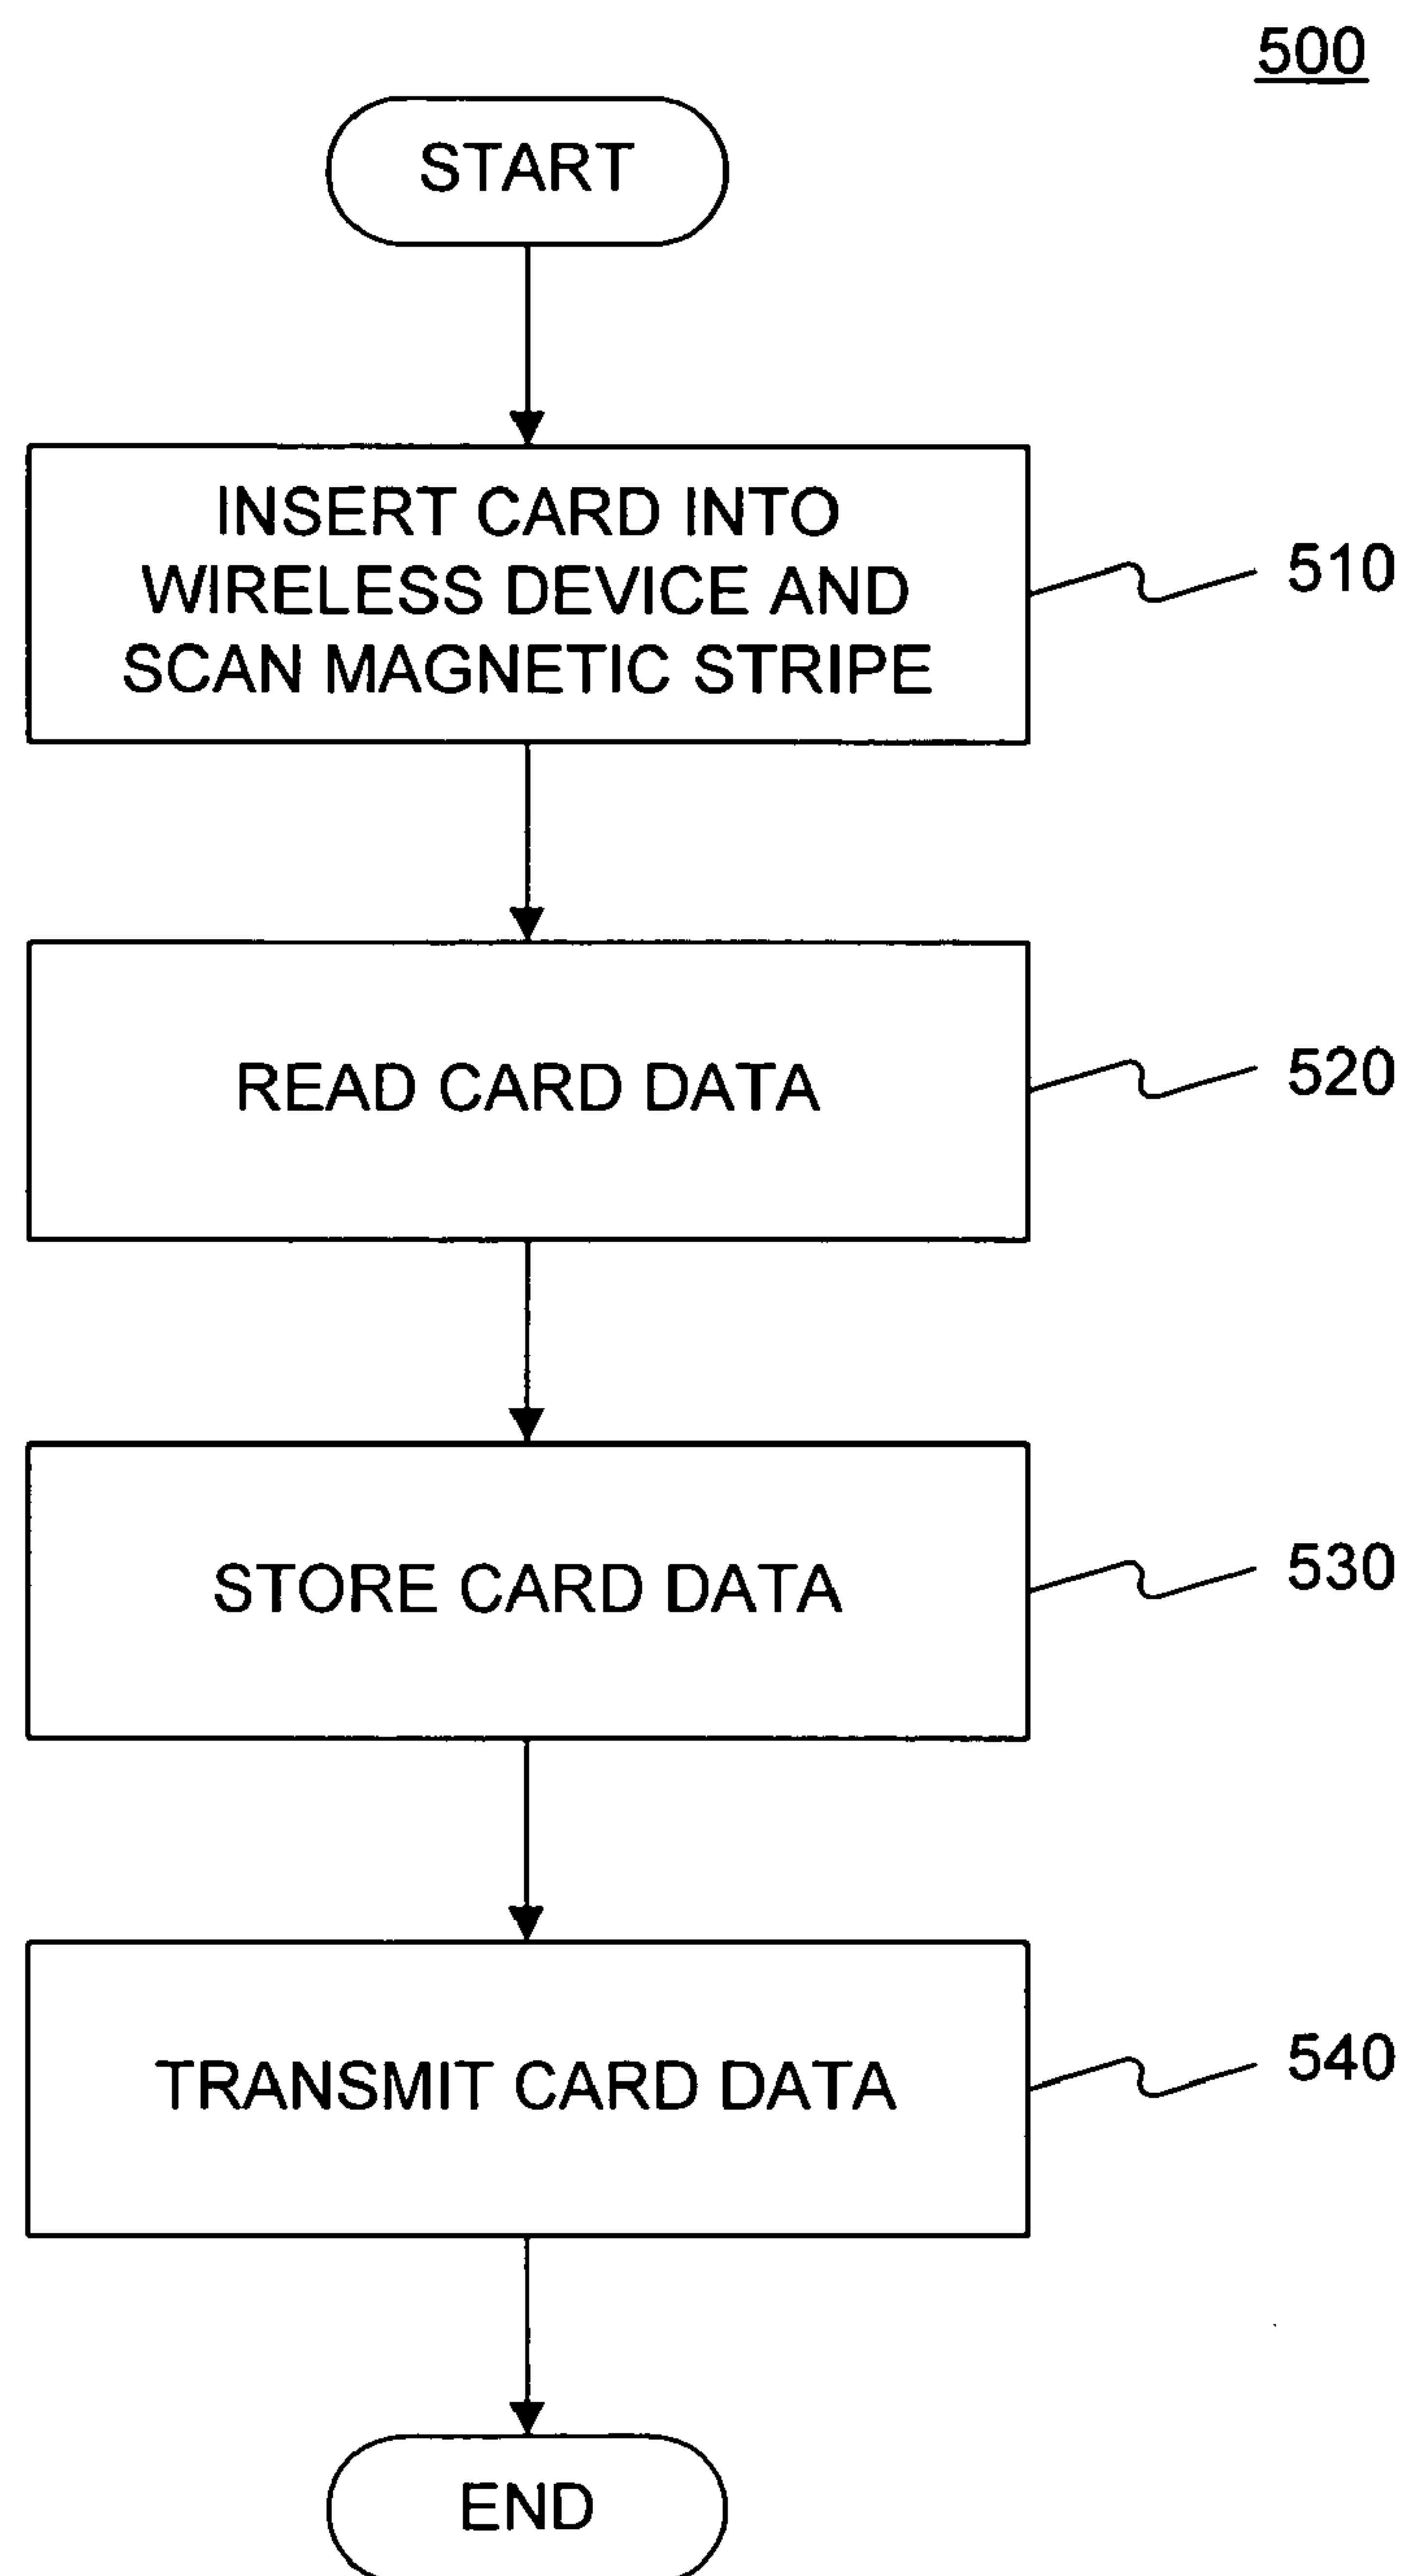 500
START
INSERT CARD INTO
WIRELESS DEVICE AND
SCAN MAGNETIC STRIPE
510
READ CARD DATA
520
STORE CARD DATA
530
TRANSMIT CARD DATA
540
END